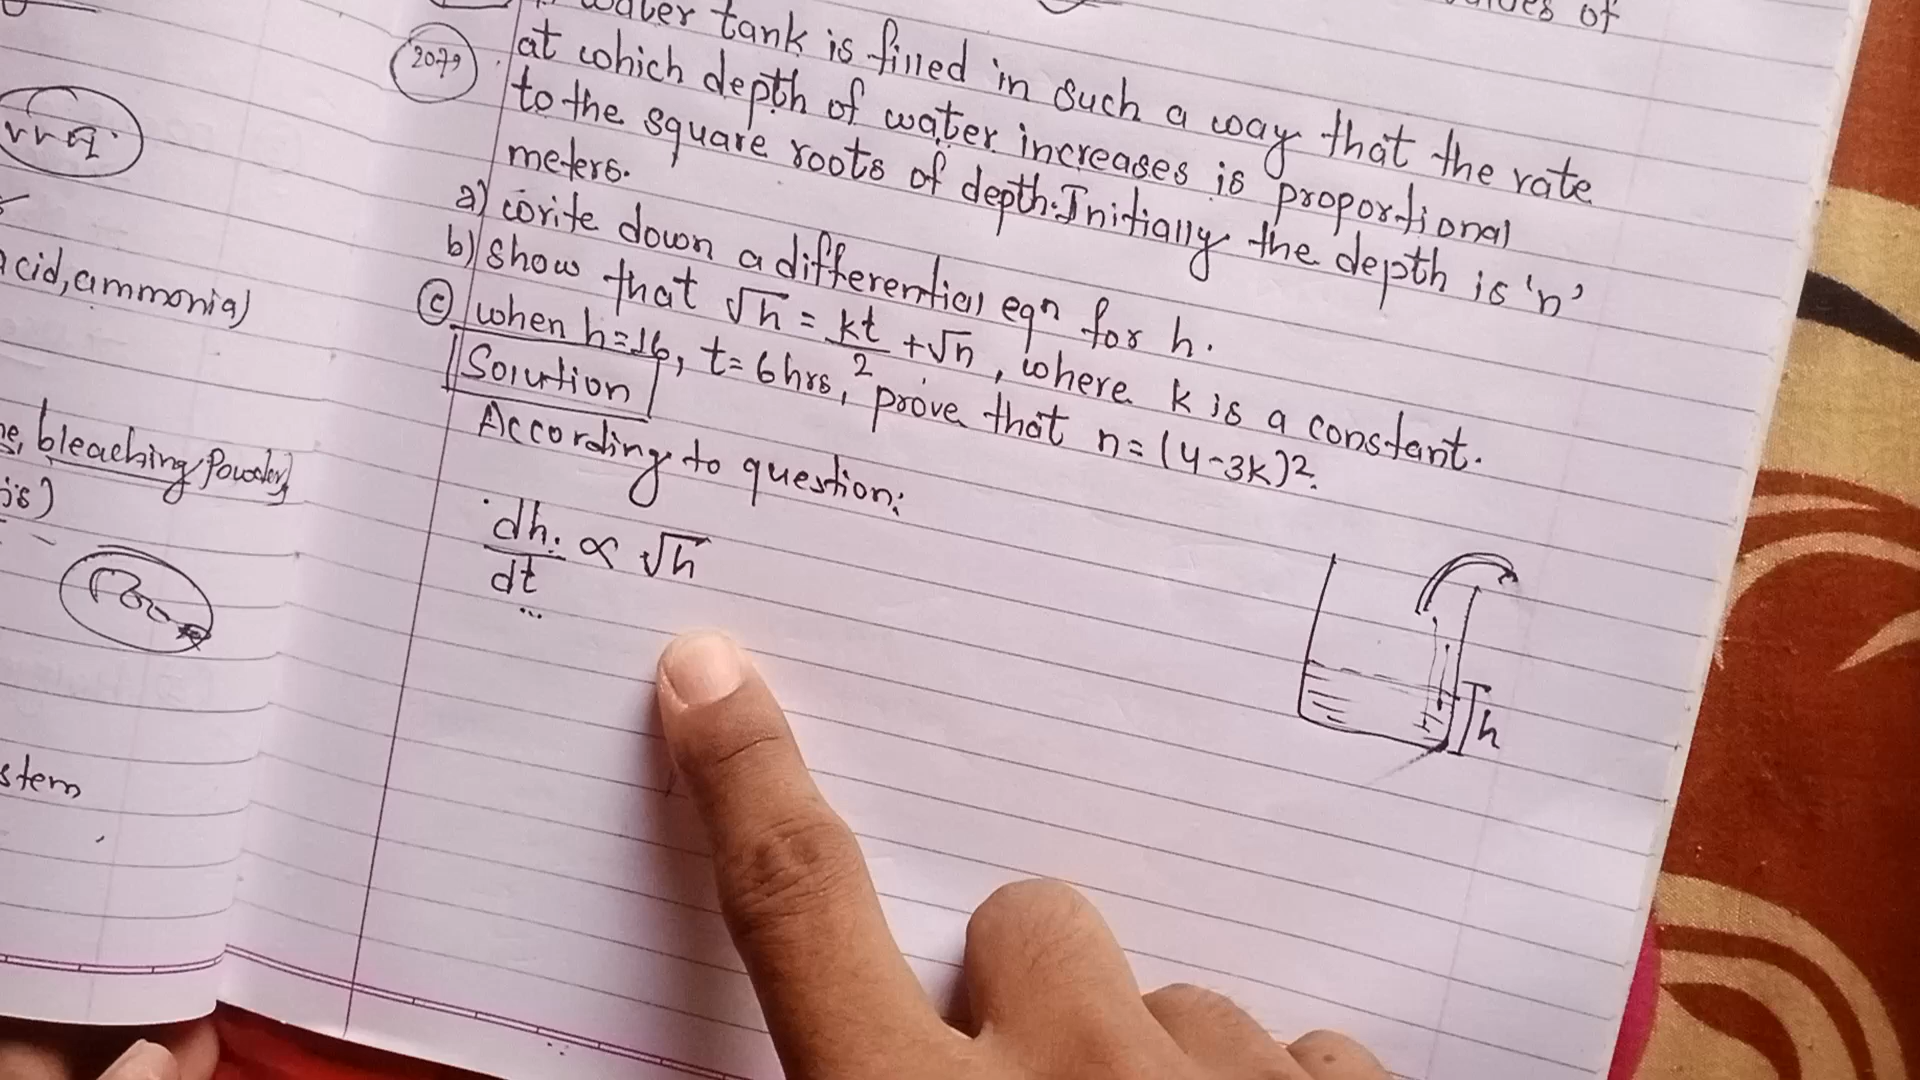 water tank is filled in such a way that the rate
2079
at which depth of water increases is proportional
to the square roots of depth. Initially the depth is 'n'
meters.
a) write down a differential eqn for h.
b) show that √h = kt/2 + √n, where k is a constant.
c) when h=16, t=6hrs, prove that n=(4-3k)2.
Solution
According to question:
dh/dt ∝ √h
h
acid, ammonia)
bleaching Powder)
stem